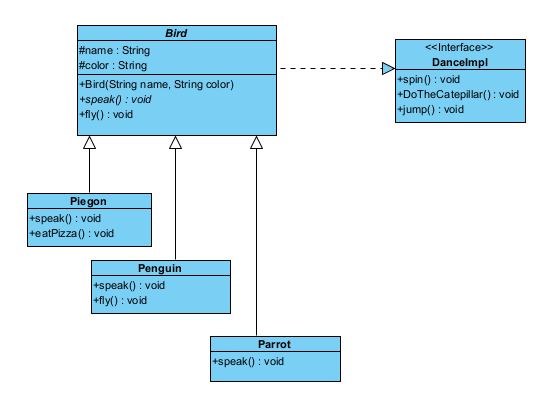 Bird
#name : String
#color : String
+Bird(String name, String color)
+speak() : void
+fly() : void
<<Interface>>
DanceImpl
+spin() : void
+DoTheCatepillar() : void
+jump() : void
Piegon
+speak() : void
+eatPizza() : void
Penguin
+speak() : void
+fly() : void
Parrot
+speak() : void